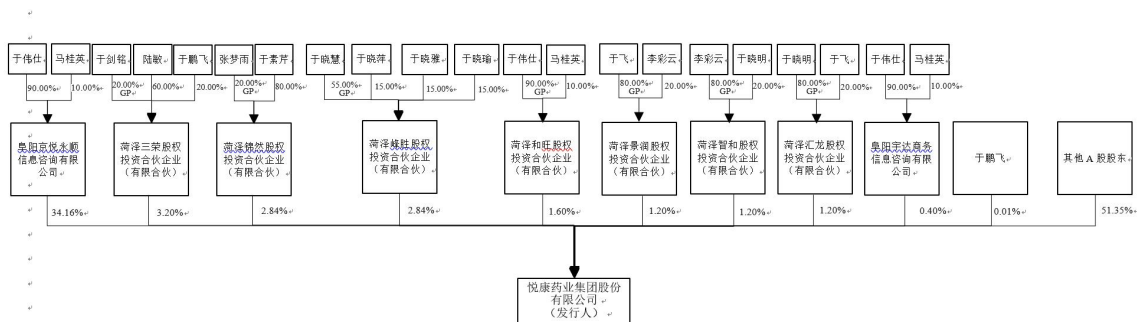 于伟仕 马桂英 于剑铭 陆敏 于鹏飞 张梦雨 于素芹 于晓慧 于晓萍 于晓雅 于晓瑜 于伟仕 马桂英 于飞 李彩云 李彩云 于晓明 于晓明 于飞 于伟仕 马桂英
90.00% 10.00% 20.00% GP 60.00% 20.00% 20.00% GP 80.00% 55.00% GP 15.00% 15.00% 15.00% 90.00% GP 10.00% 80.00% GP 20.00% 80.00% GP 20.00% 80.00% GP 20.00% 90.00% 10.00%
阜阳京悦永顺
信息咨询有限
公司
菏泽三荣股权
投资合伙企业
（有限合伙）
菏泽锦然股权
投资合伙企业
（有限合伙）
菏泽峰胜股权
投资合伙企业
（有限合伙）
菏泽和旺股权
投资合伙企业
（有限合伙）
菏泽景润股权
投资合伙企业
（有限合伙）
菏泽智和股权
投资合伙企业
（有限合伙）
菏泽汇龙股权
投资合伙企业
（有限合伙）
阜阳宇达商务
信息咨询有限
公司
于鹏飞
其他 A 股股东
34.16% 3.20% 2.84% 2.84% 1.60% 1.20% 1.20% 1.20% 0.40% 0.01% 51.35%
悦康药业集团股份
有限公司
（发行人）